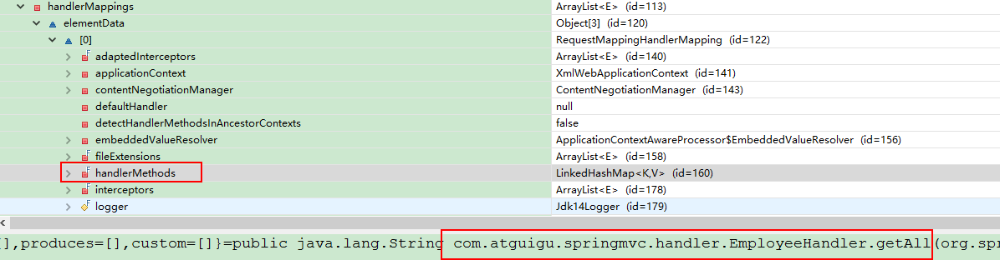 handlerMappings ArrayList<E> (id=113)
elementData Object[3] (id=120)
[0] RequestMappingHandlerMapping (id=122)
adaptedInterceptors ArrayList<E> (id=140)
applicationContext XmlWebApplicationContext (id=141)
contentNegotiationManager ContentNegotiationManager (id=143)
defaultHandler null
detectHandlerMethodsInAncestorContexts false
embeddedValueResolver ApplicationContextAwareProcessor$EmbeddedValueResolver (id=156)
fileExtensions ArrayList<E> (id=158)
handlerMethods LinkedHashMap<K,V> (id=160)
interceptors ArrayList<E> (id=178)
logger Jdk14Logger (id=179)
[],produces=[],custom=[]}=public java.lang.String com.atguigu.springmvc.handler.EmployeeHandler.getAll(org.spr